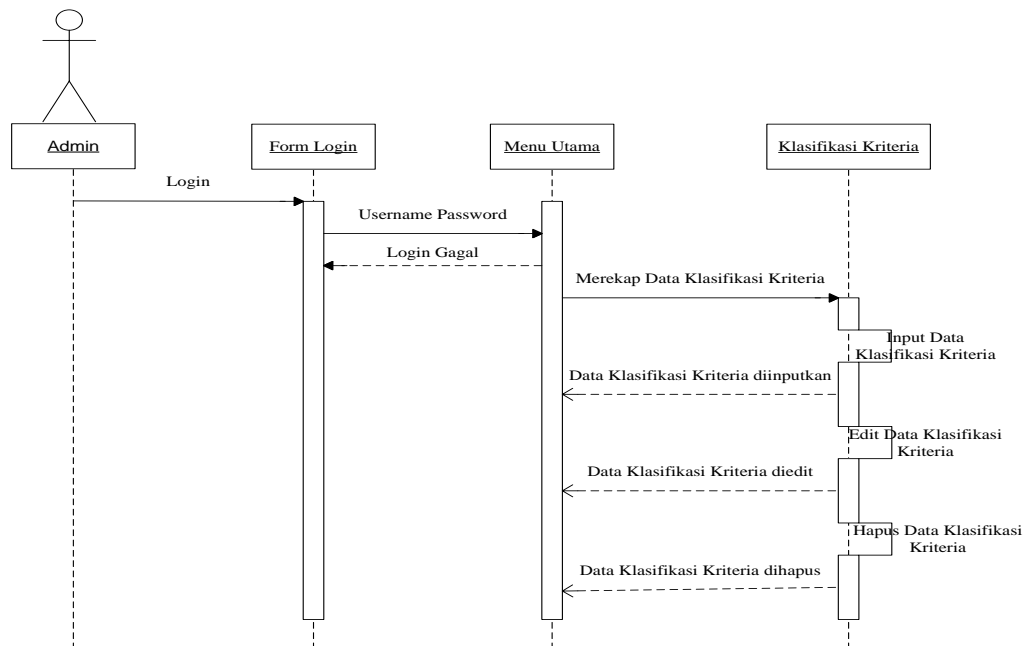 Admin
Form Login
Menu Utama
Klasifikasi Kriteria
Login
Username Password
Login Gagal
Merekap Data Klasifikasi Kriteria
Input Data
Klasifikasi Kriteria
Data Klasifikasi Kriteria diinputkan
Edit Data Klasifikasi
Kriteria
Data Klasifikasi Kriteria diedit
Hapus Data Klasifikasi
Kriteria
Data Klasifikasi Kriteria dihapus